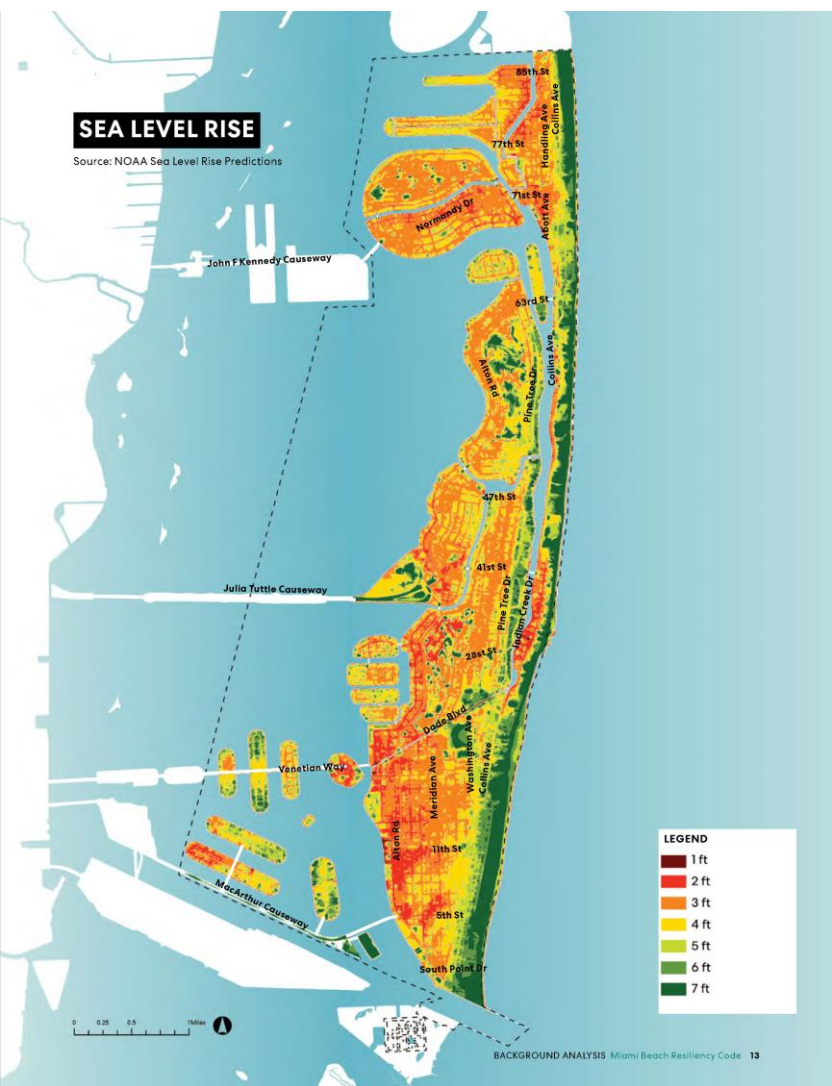 SEA LEVEL RISE
Source: NOAA Sea Level Rise Predictions
85th St
Collins Ave
Handling Ave
77th St
71st St
Abott Ave
Normandy Dr
John F Kennedy Causeway
63rd St
Collins Ave
Alton Rd
Pine Tree Dr
47th St
41st St
Julia Tuttle Causeway
Pine Tree Dr
Indian Creek Dr
28st St
Dade Blvd
Washington Ave
Collins Ave
Venetian Way
Meridian Ave
Alton Rd
11th St
MacArthur Causeway
5th St
South Point Dr
LEGEND
1 ft
2 ft
3 ft
4 ft
5 ft
6 ft
7 ft
0 0.25 0.5 1Miles
BACKGROUND ANALYSIS Miami Beach Resiliency Code 13